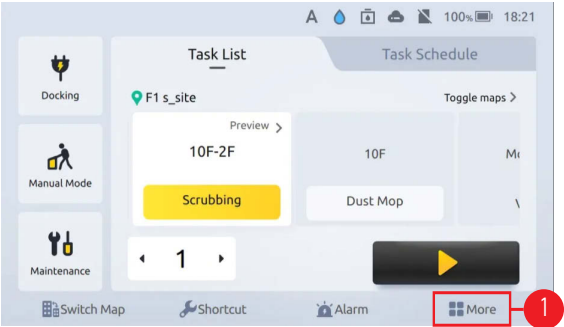 A 100% 18:21
Task List Task Schedule
Docking
F1 s_site Toggle maps >
Preview >
10F-2F 10F
Manual Mode
Scrubbing Dust Mop
1
Maintenance
Switch Map Shortcut Alarm More 1